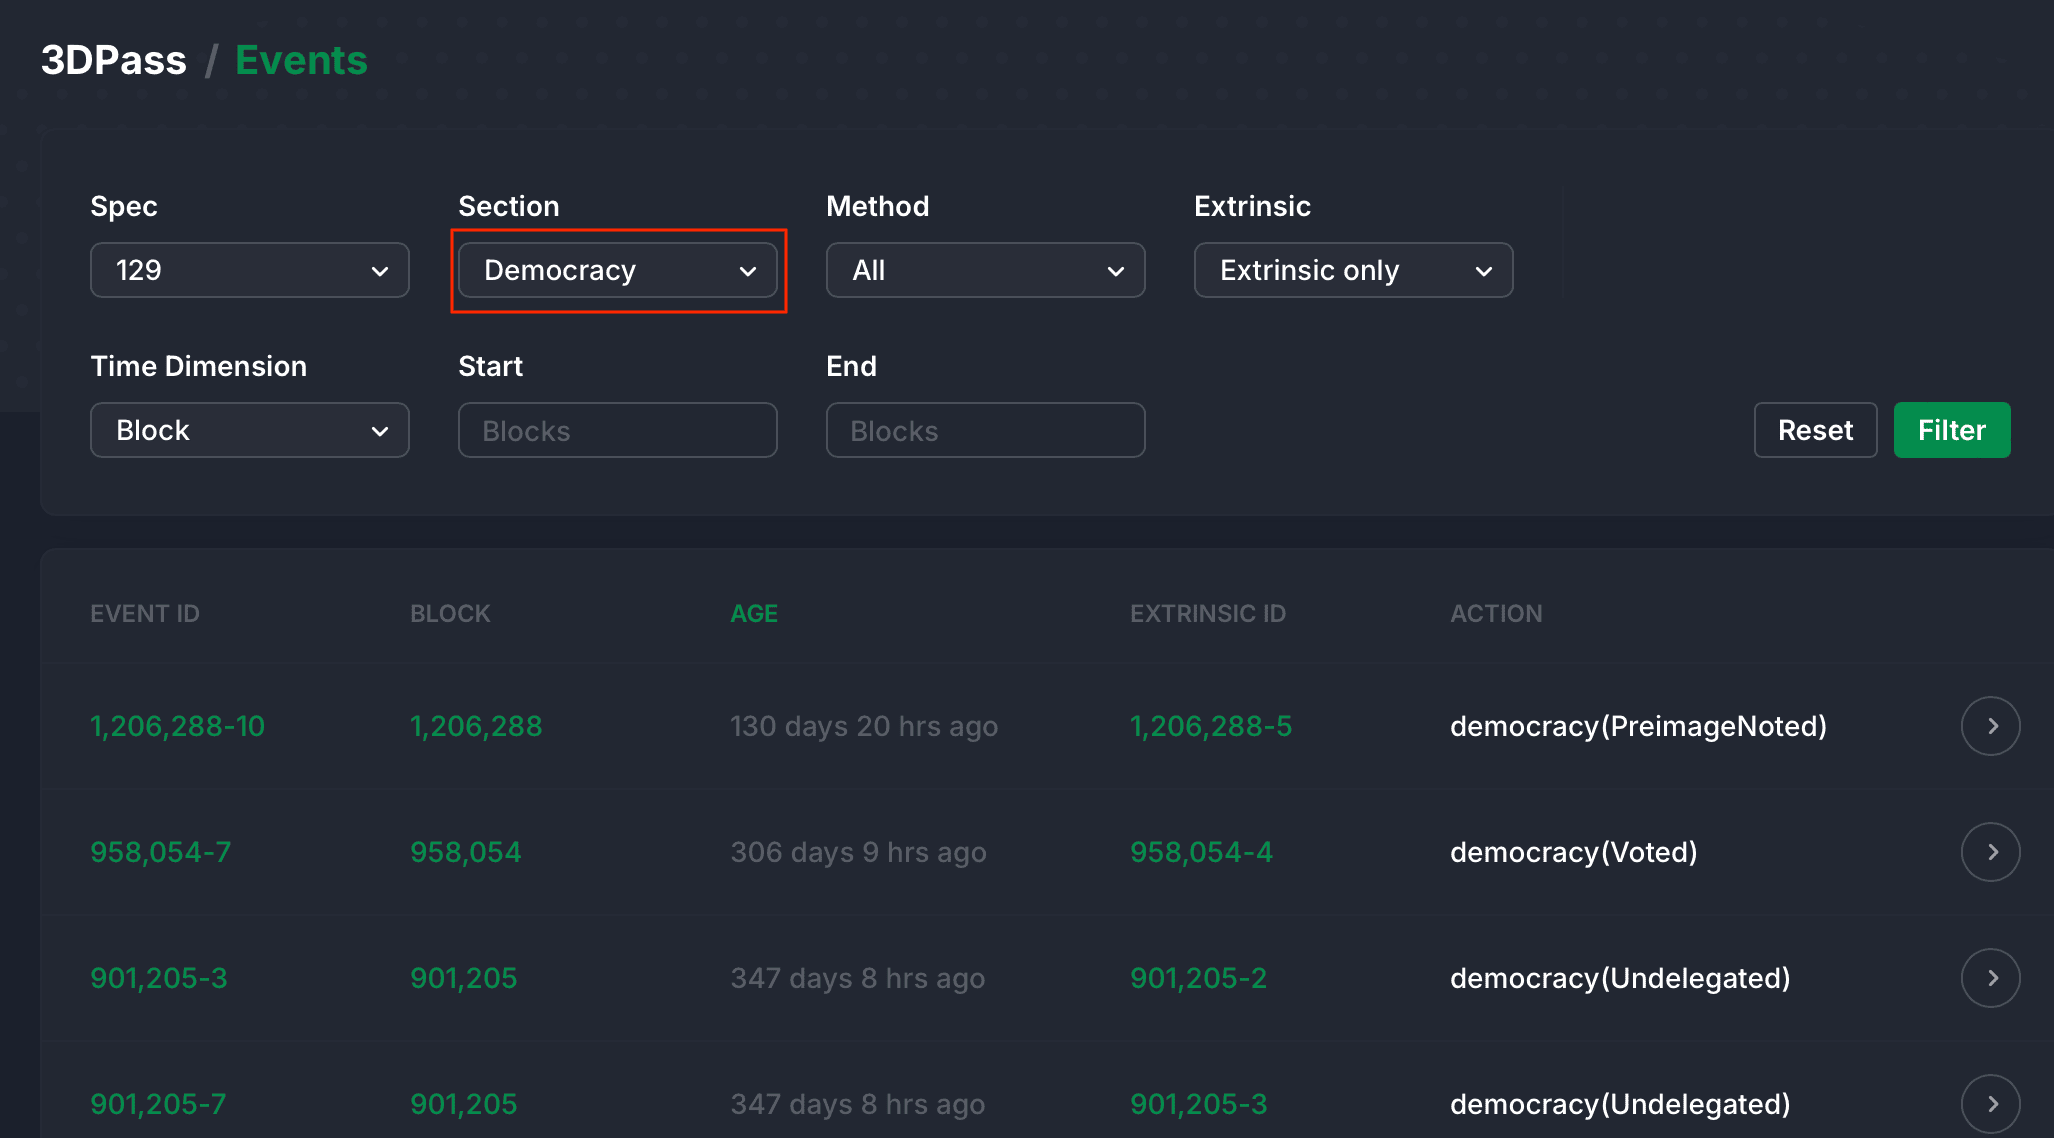 3DPass / Events
Spec Section Method Extrinsic
129 Democracy All Extrinsic only
Time Dimension Start End
Block Blocks Blocks Reset Filter
EVENT ID BLOCK AGE EXTRINSIC ID ACTION
1,206,288-10 1,206,288 130 days 20 hrs ago 1,206,288-5 democracy(PreimageNoted)
958,054-7 958,054 306 days 9 hrs ago 958,054-4 democracy(Voted)
901,205-3 901,205 347 days 8 hrs ago 901,205-2 democracy(Undelegated)
901,205-7 901,205 347 days 8 hrs ago 901,205-3 democracy(Undelegated)